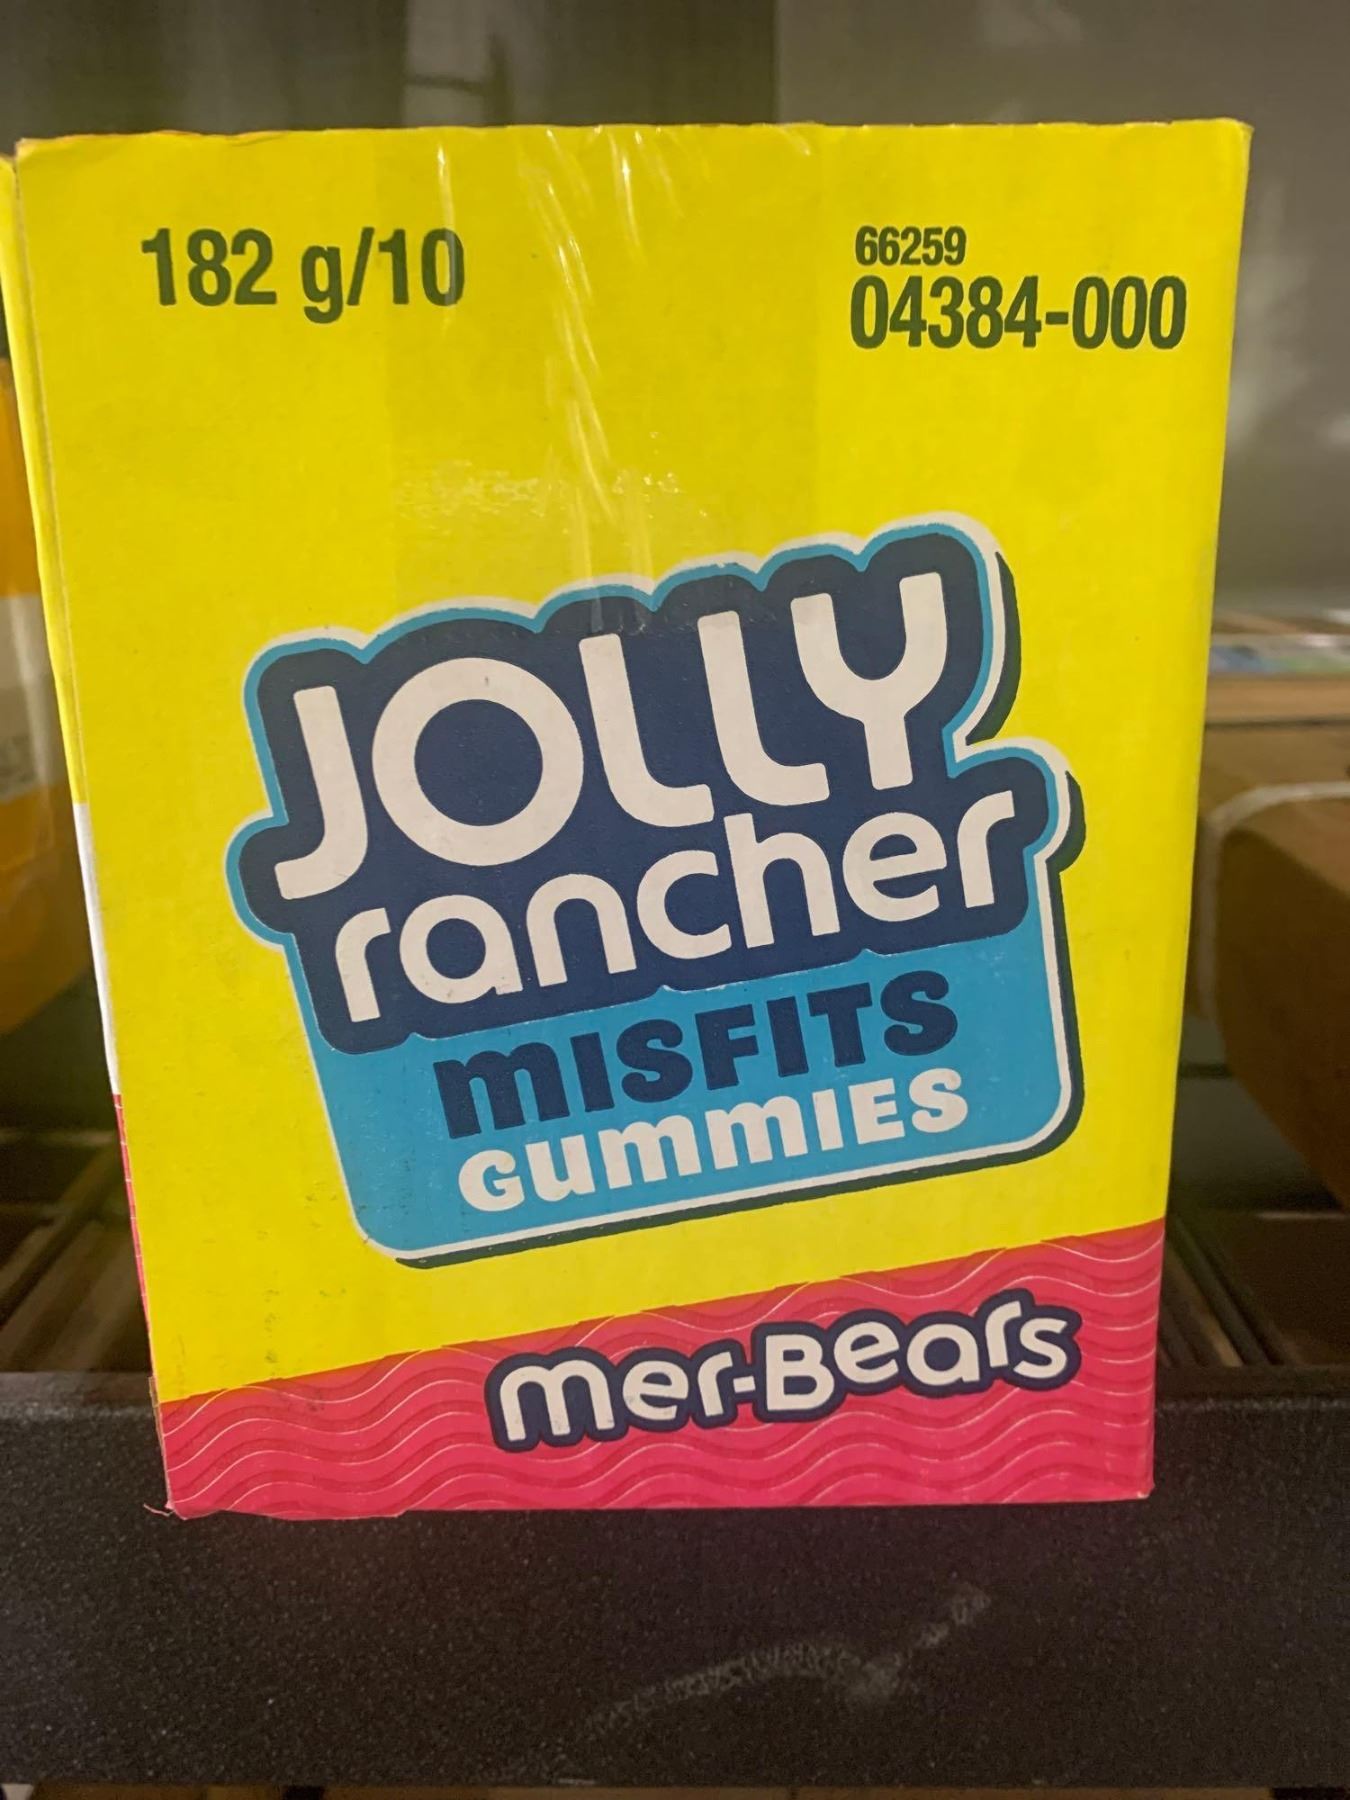 182 g/10
66259
04384-000
JOLLY
rancher
MISFITS
GUMMIES
mer-Bears